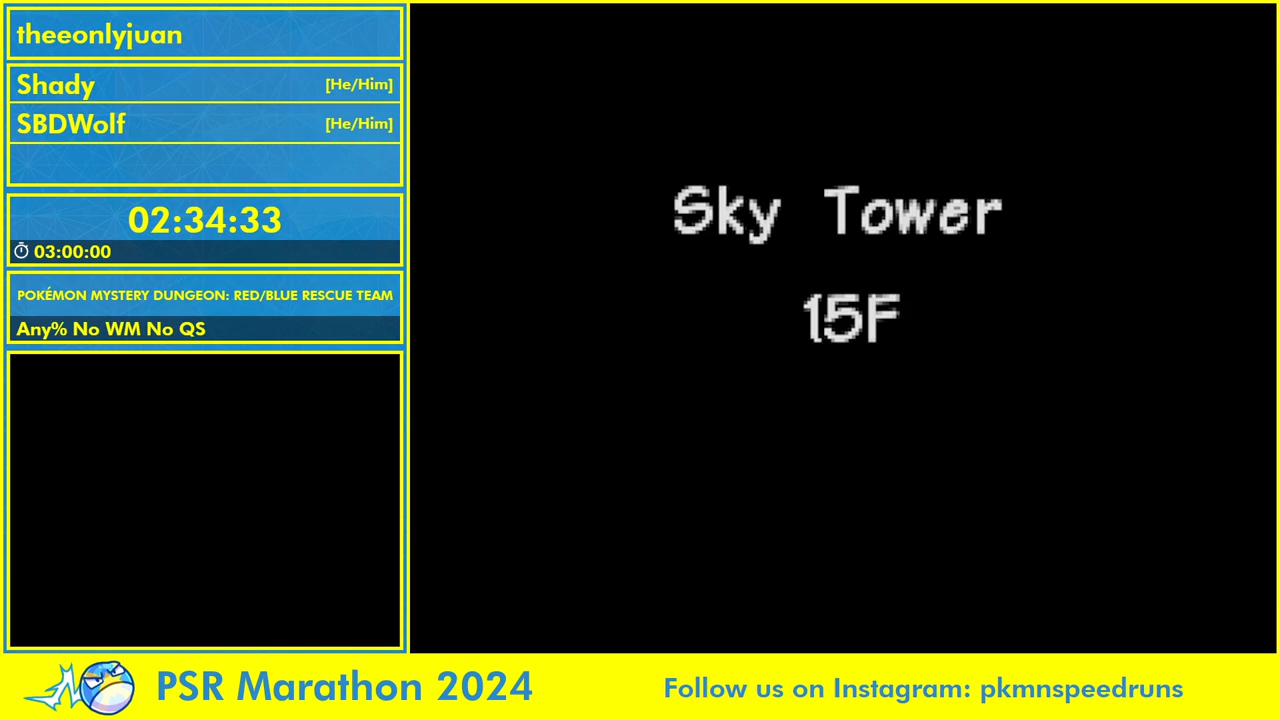 theeonlyjuan
Shady [He/Him]
SBDWolf [He/Him]
02:34:33
03:00:00
POKÉMON MYSTERY DUNGEON: RED/BLUE RESCUE TEAM
Any% No WM No QS
Sky Tower
15F
PSR Marathon 2024
Follow us on Instagram: pkmnspeedruns